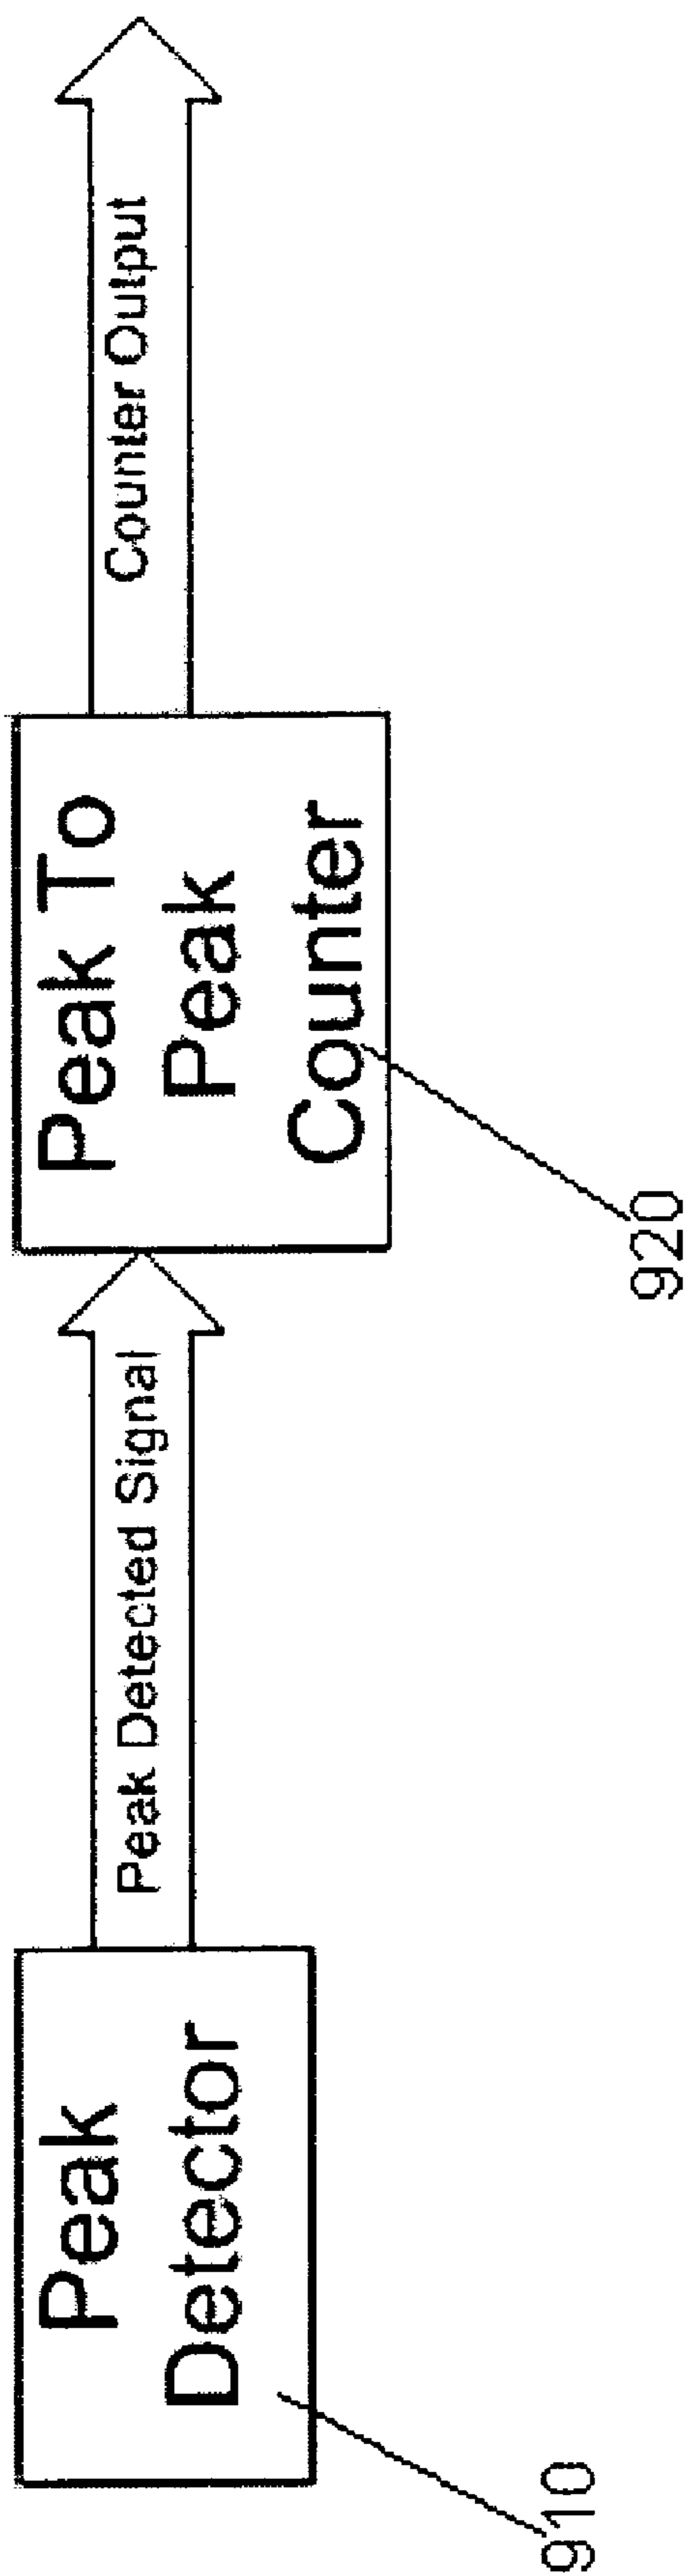 Peak
Detector
Peak Detected Signal
Peak To
Peak
Counter
Counter Output
910
920